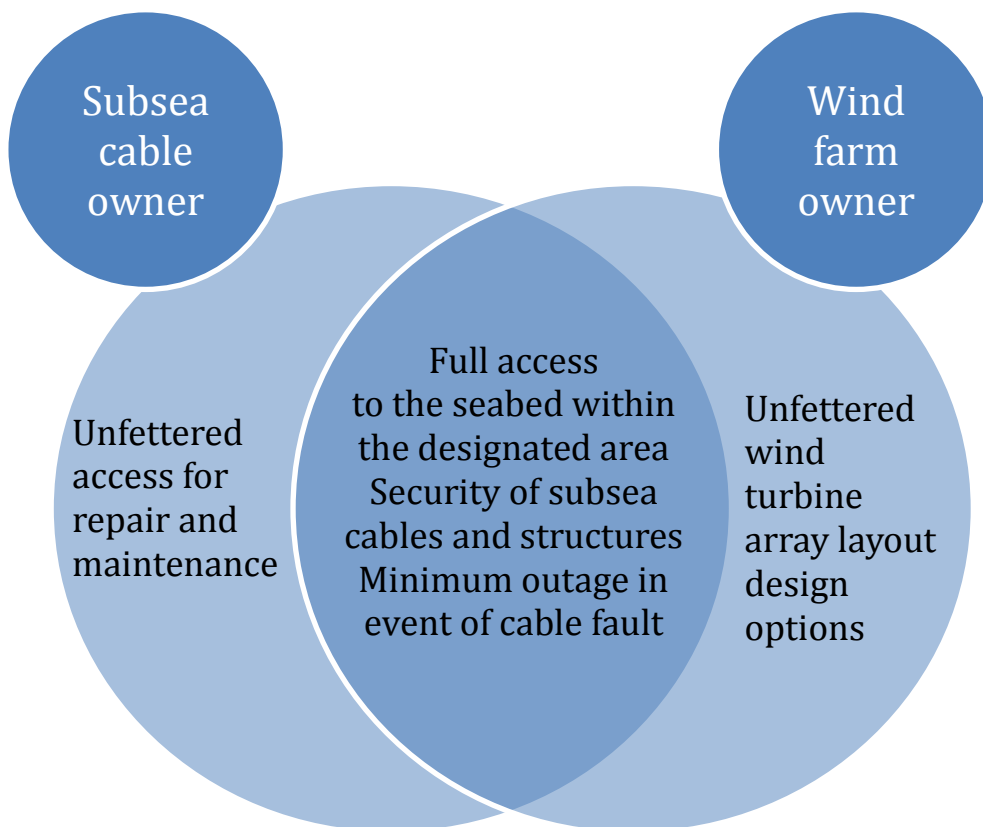 Subsea
cable
owner
Wind
farm
owner
Unfettered
access for
repair and
maintenance
Full access
to the seabed within
the designated area
Security of subsea
cables and structures
Minimum outage in
event of cable fault
Unfettered
wind
turbine
array layout
design
options